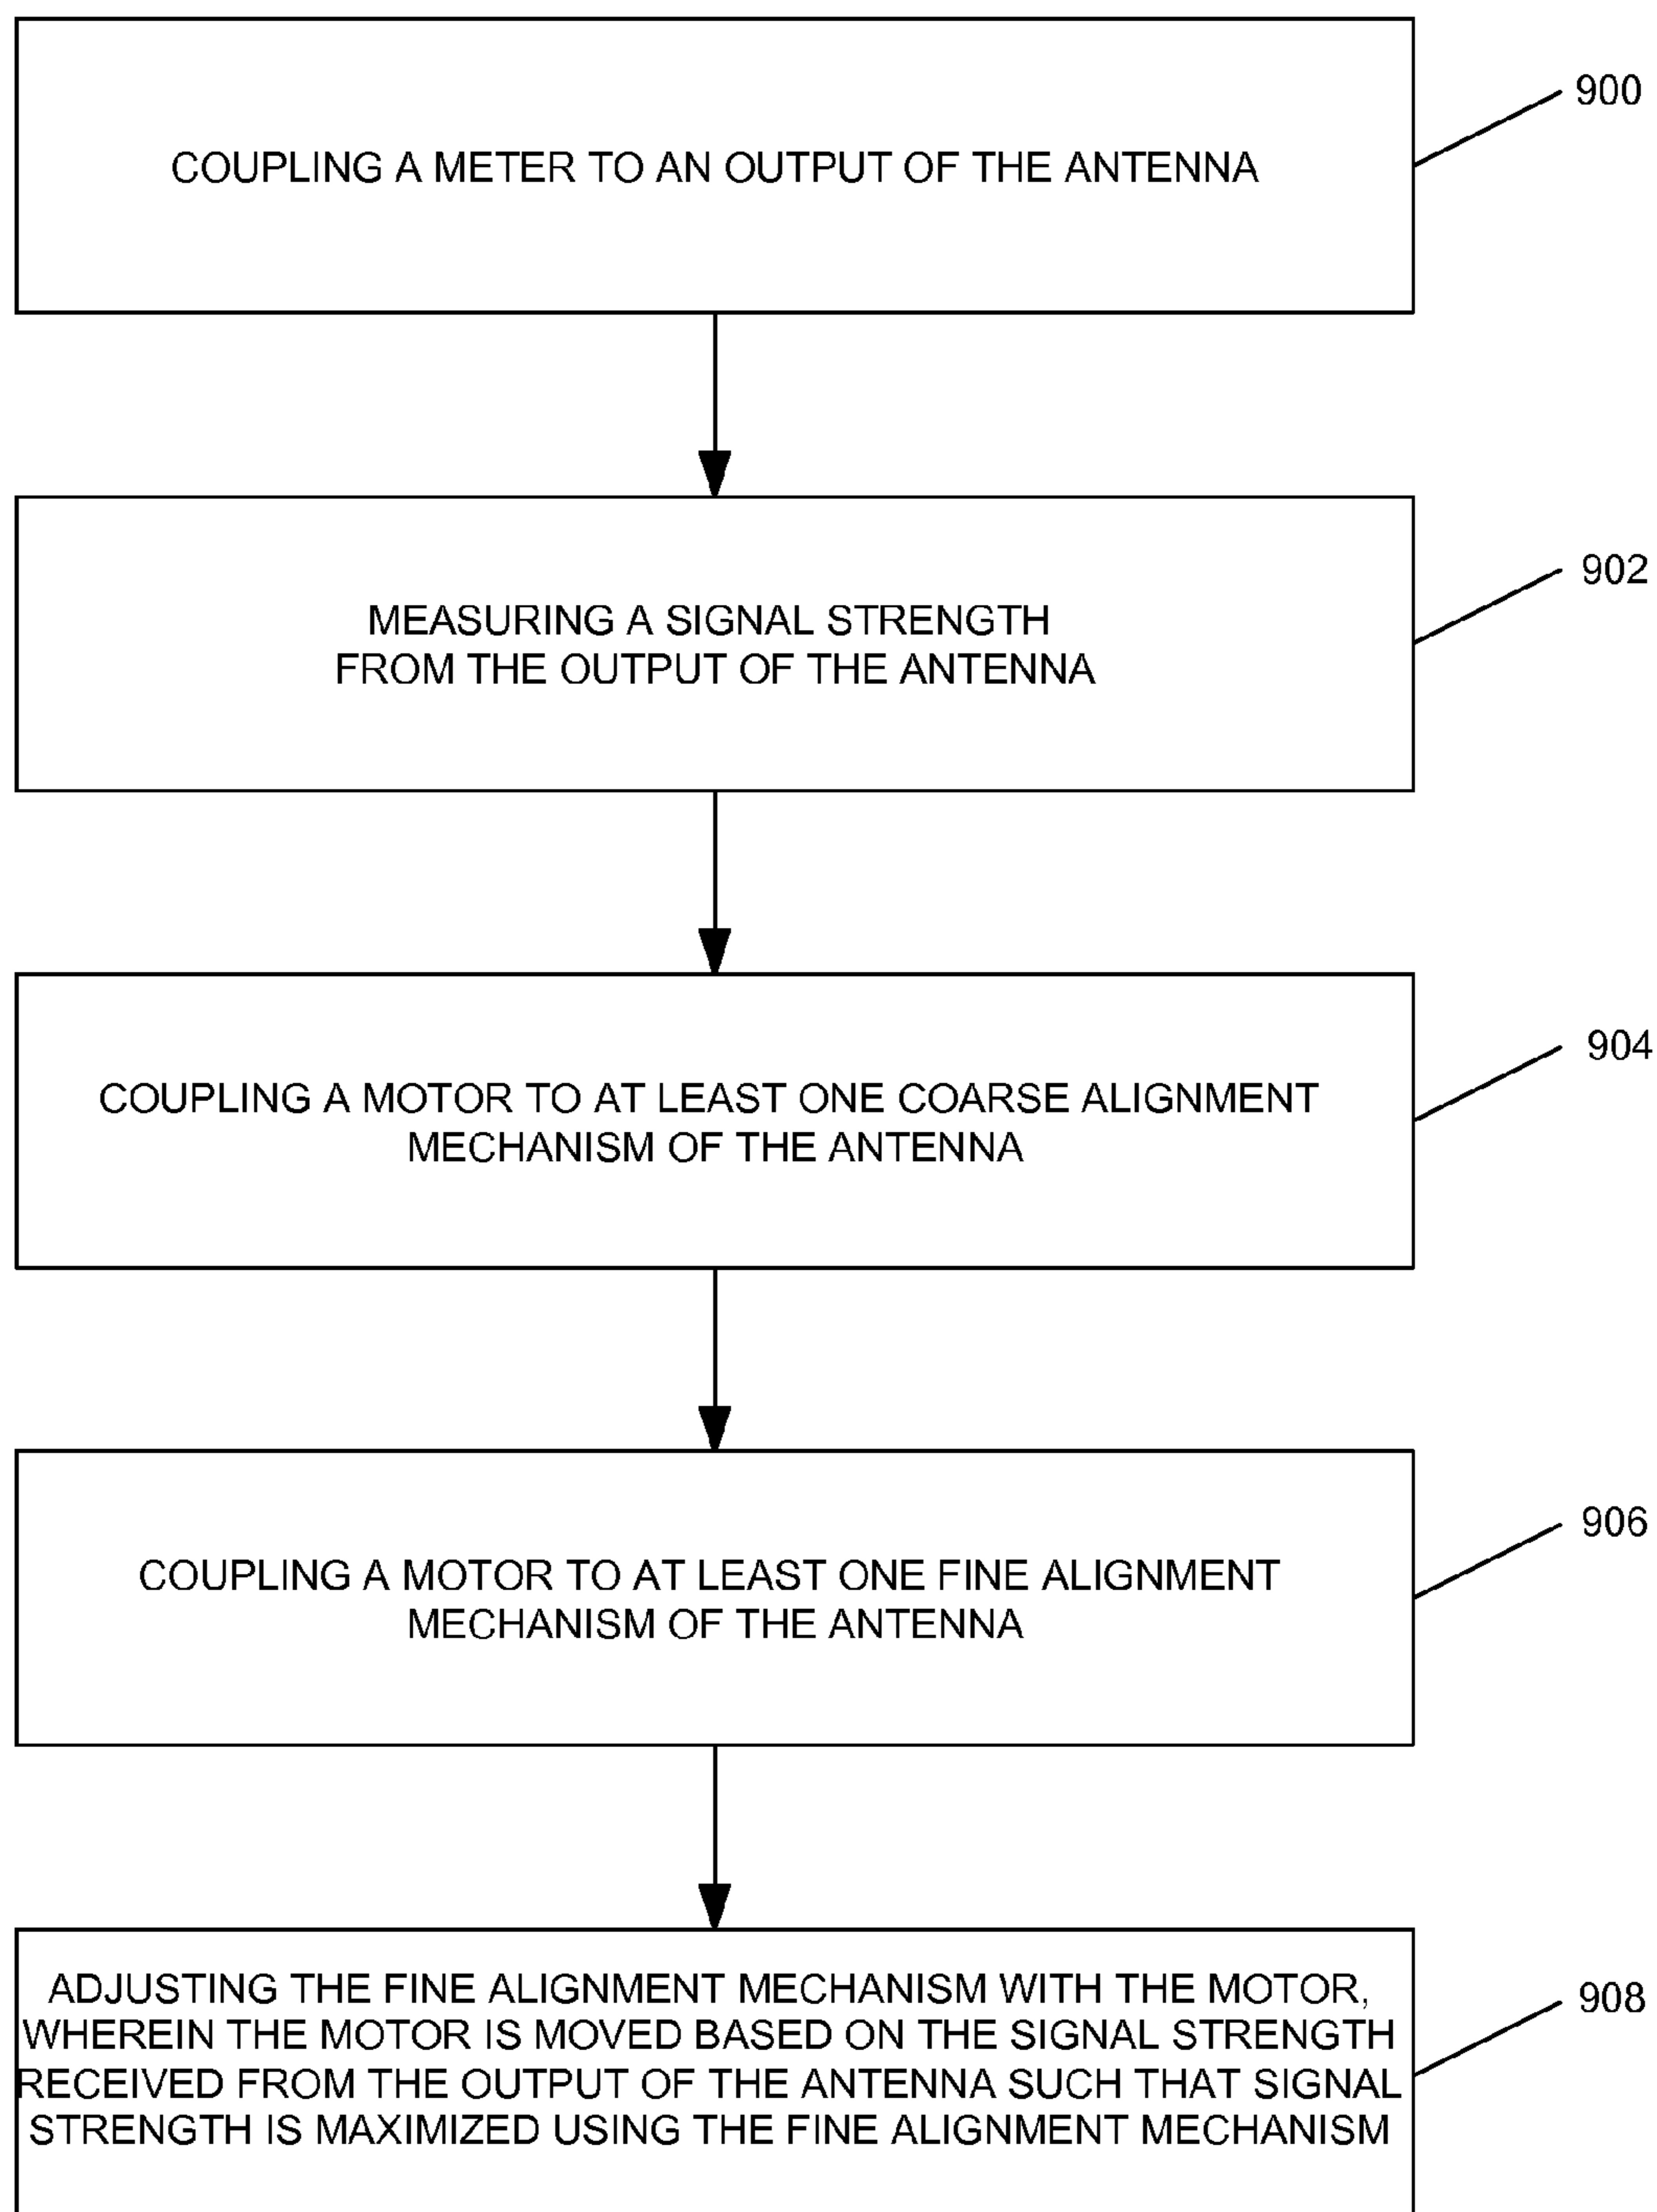 900
COUPLING A METER TO AN OUTPUT OF THE ANTENNA
902
MEASURING A SIGNAL STRENGTH
FROM THE OUTPUT OF THE ANTENNA
904
COUPLING A MOTOR TO AT LEAST ONE COARSE ALIGNMENT
MECHANISM OF THE ANTENNA
906
COUPLING A MOTOR TO AT LEAST ONE FINE ALIGNMENT
MECHANISM OF THE ANTENNA
908
ADJUSTING THE FINE ALIGNMENT MECHANISM WITH THE MOTOR,
WHEREIN THE MOTOR IS MOVED BASED ON THE SIGNAL STRENGTH
RECEIVED FROM THE OUTPUT OF THE ANTENNA SUCH THAT SIGNAL
STRENGTH IS MAXIMIZED USING THE FINE ALIGNMENT MECHANISM